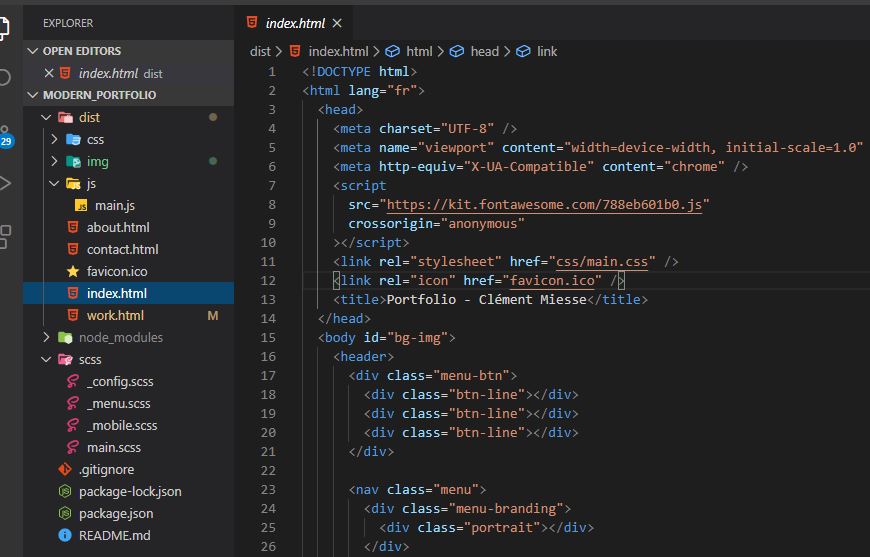 EXPLORER
OPEN EDITORS
index.html dist
MODERN_PORTFOLIO
dist
css
img
js
main.js
about.html
contact.html
favicon.ico
index.html
work.html M
node_modules
scss
_config.scss
_menu.scss
_mobile.scss
main.scss
.gitignore
package-lock.json
package.json
README.md
29
index.html
dist > index.html > html > head > link
1 <!DOCTYPE html>
2 <html lang="fr">
3 <head>
4 <meta charset="UTF-8" />
5 <meta name="viewport" content="width=device-width, initial-scale=1.0"
6 <meta http-equiv="X-UA-Compatible" content="chrome" />
7 <script
8 src="https://kit.fontawesome.com/788eb601b0.js"
9 crossorigin="anonymous"
10 ></script>
11 <link rel="stylesheet" href="css/main.css" />
12 <link rel="icon" href="favicon.ico" />
13 <title>Portfolio - Clément Miesse</title>
14 </head>
15 <body id="bg-img">
16 <header>
17 <div class="menu-btn">
18 <div class="btn-line"></div>
19 <div class="btn-line"></div>
20 <div class="btn-line"></div>
21 </div>
22
23 <nav class="menu">
24 <div class="menu-branding">
25 <div class="portrait"></div>
26 </div>